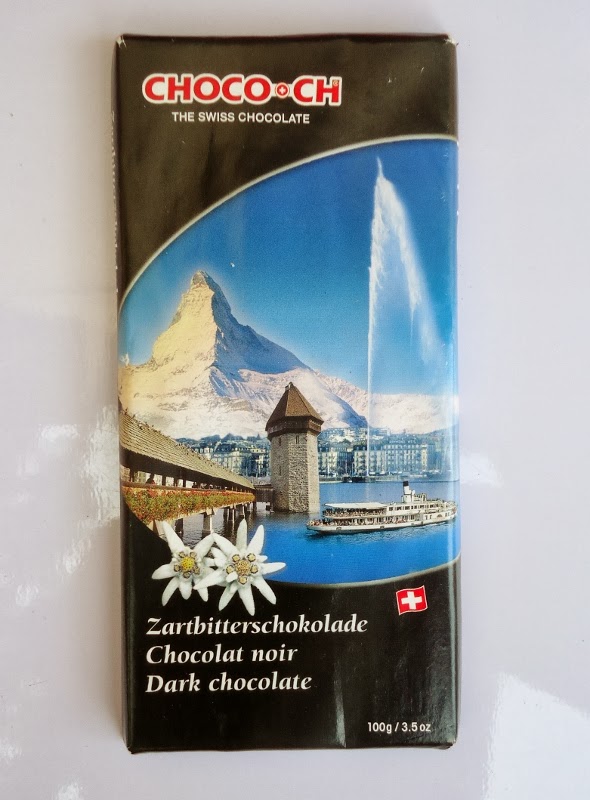 CHOCO CH
THE SWISS CHOCOLATE
Zartbitterschokolade
Chocolat noir
Dark chocolate
100g / 3.5 oz